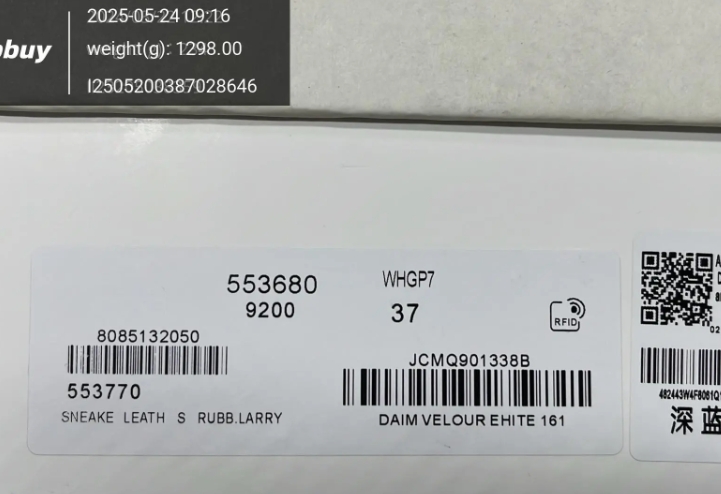 2025-05-24 09:16
buy
weight(g): 1298.00
I2505200387028646
553680
WHGP7
9200
37
RFID
8085132050
JCMQ901338B
553770
SNEAKE LEATH S RUBB.LARRY
DAIM VELOUR EHITE 161
深蓝